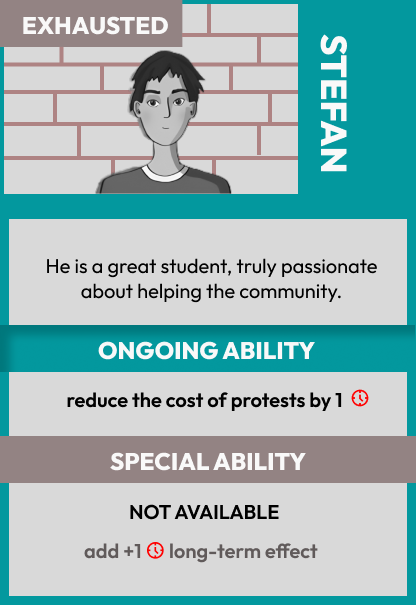 EXHAUSTED
STEFAN
He is a great student, truly passionate
about helping the community.
ONGOING ABILITY
reduce the cost of protests by 1
SPECIAL ABILITY
NOT AVAILABLE
add +1 long-term effect